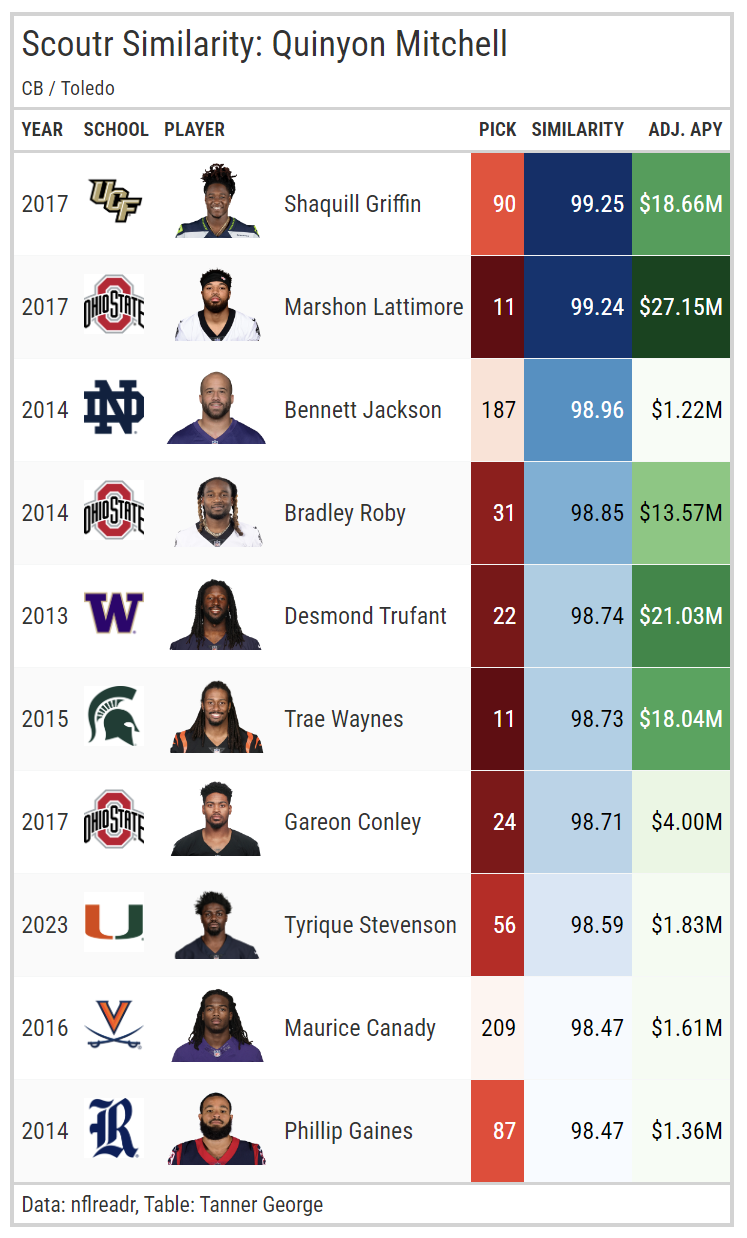 Scoutr Similarity: Quinyon Mitchell
CB / Toledo
YEAR SCHOOL PLAYER PICK SIMILARITY ADJ. APY
2017 UCF Shaquill Griffin 90 99.25 $18.66M
2017 OHIO STATE Marshon Lattimore 11 99.24 $27.15M
2014 ND Bennett Jackson 187 98.96 $1.22M
2014 OHIO STATE Bradley Roby 31 98.85 $13.57M
2013 W Desmond Trufant 22 98.74 $21.03M
2015 Trae Waynes 11 98.73 $18.04M
2017 OHIO STATE Gareon Conley 24 98.71 $4.00M
2023 U Tyrique Stevenson 56 98.59 $1.83M
2016 V Maurice Canady 209 98.47 $1.61M
2014 R Phillip Gaines 87 98.47 $1.36M
Data: nflreadr, Table: Tanner George